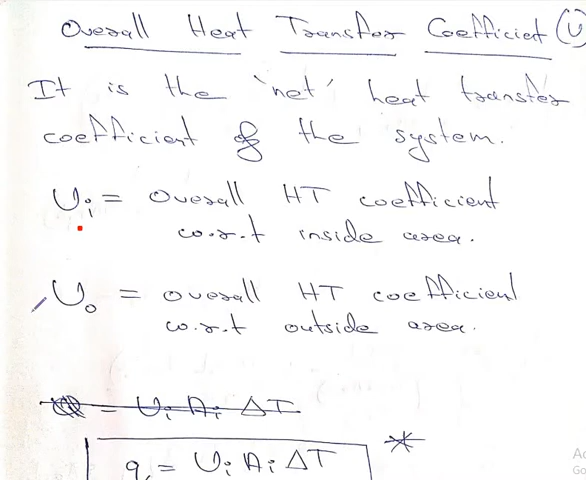 Overall Heat Transfer Coefficiet (U)
It is the 'net' heat transfer
coefficient of the system.
Ui = overall HT coefficient
w.r.t inside area.
Uo = overall HT coefficient
w.r.t outside area.
Q = Ui Ai ΔT
q = Ui Ai ΔT *